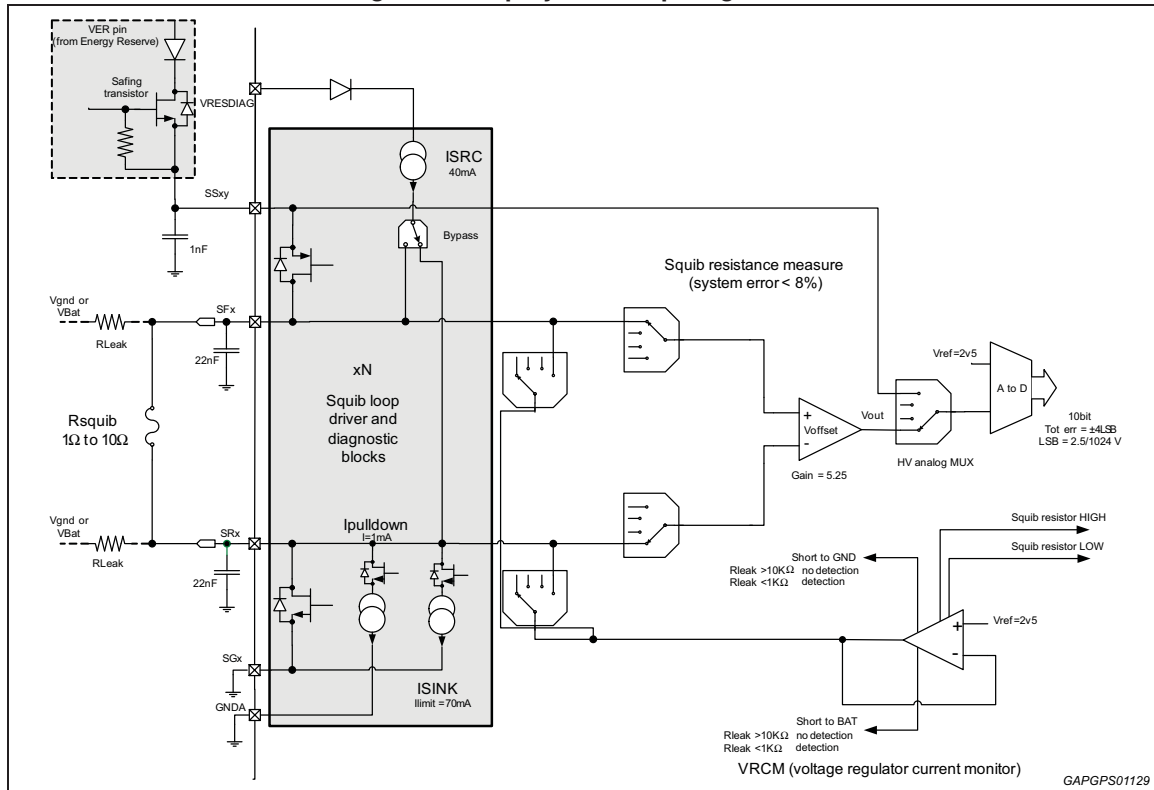 VER pin
(from Energy Reserve)
Safing
transistor
VRESDIAG
ISRC
40mA
SSxy
Bypass
1nF
Squib resistance measure
(system error < 8%)
Vgnd or
VBat
SFx
RLeak
22nF
xN
Squib loop
driver and
diagnostic
blocks
Rsquib
1Ω to 10Ω
Vref=2v5
A to D
+
Voffset
-
Vout
Gain = 5.25
HV analog MUX
10bit
Tot err = ±4LSB
LSB = 2.5/1024 V
Vgnd or
VBat
SRx
RLeak
22nF
Ipulldown
I=1mA
Squib resistor HIGH
Squib resistor LOW
Short to GND
Rleak >10KΩ no detection
Rleak <1KΩ detection
+
Vref=2v5
-
SGx
GNDA
ISINK
Ilimit =70mA
Short to BAT
Rleak >10KΩ no detection
Rleak <1KΩ detection
VRCM (voltage regulator current monitor)
GAPGPS01129